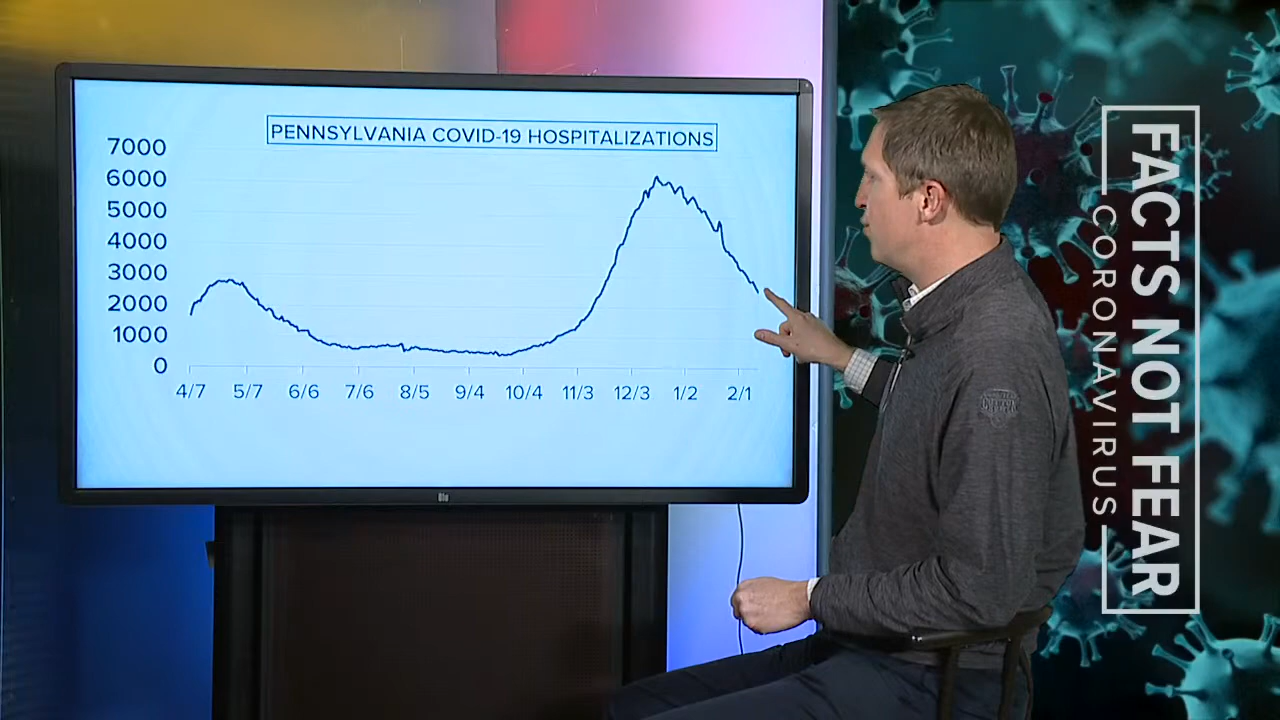 PENNSYLVANIA COVID-19 HOSPITALIZATIONS
7000
6000
5000
4000
3000
2000
1000
0
4/7 5/7 6/6 7/6 8/5 9/4 10/4 11/3 12/3 1/2 2/1
elo
FACTS NOT FEAR
CORONAVIRUS